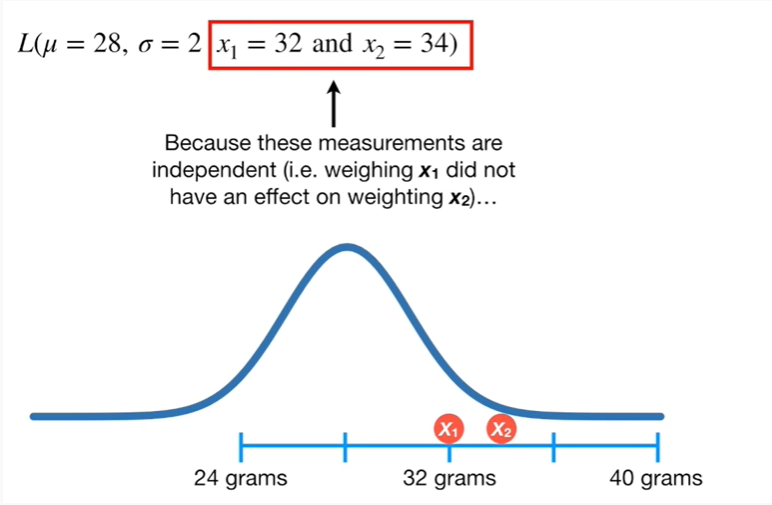 L(μ = 28, σ = 2 x₁ = 32 and x₂ = 34)
Because these measurements are
independent (i.e. weighing x₁ did not
have an effect on weighting x₂)...
X₁ X₂
24 grams 32 grams 40 grams